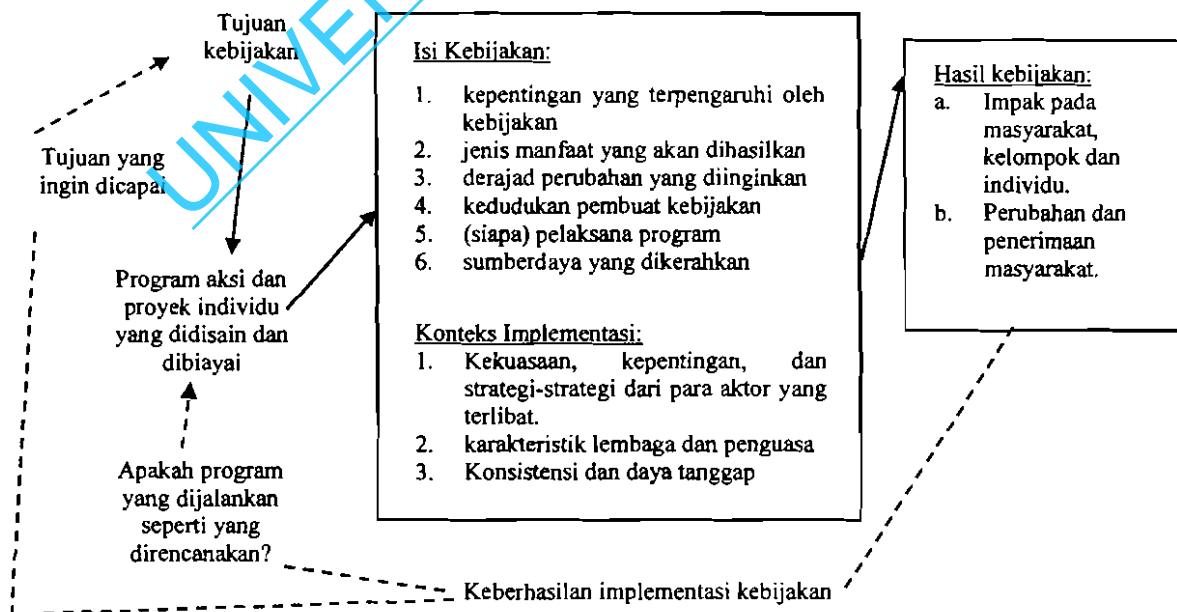 Tujuan
kebijakan
Tujuan yang
ingin dicapai
Program aksi dan
proyek individu
yang didisain dan
dibiayai
Apakah program
yang dijalankan
seperti yang
direncanakan?
Isi Kebijakan:
1. kepentingan yang terpengaruhi oleh
kebijakan
2. jenis manfaat yang akan dihasilkan
3. derajad perubahan yang diinginkan
4. kedudukan pembuat kebijakan
5. (siapa) pelaksana program
6. sumberdaya yang dikerahkan
Konteks Implementasi:
1. Kekuasaan, kepentingan, dan
strategi-strategi dari para aktor yang
terlibat.
2. karakteristik lembaga dan penguasa
3. Konsistensi dan daya tanggap
Hasil kebijakan:
a. Impak pada
masyarakat,
kelompok dan
individu.
b. Perubahan dan
penerimaan
masyarakat.
Keberhasilan implementasi kebijakan